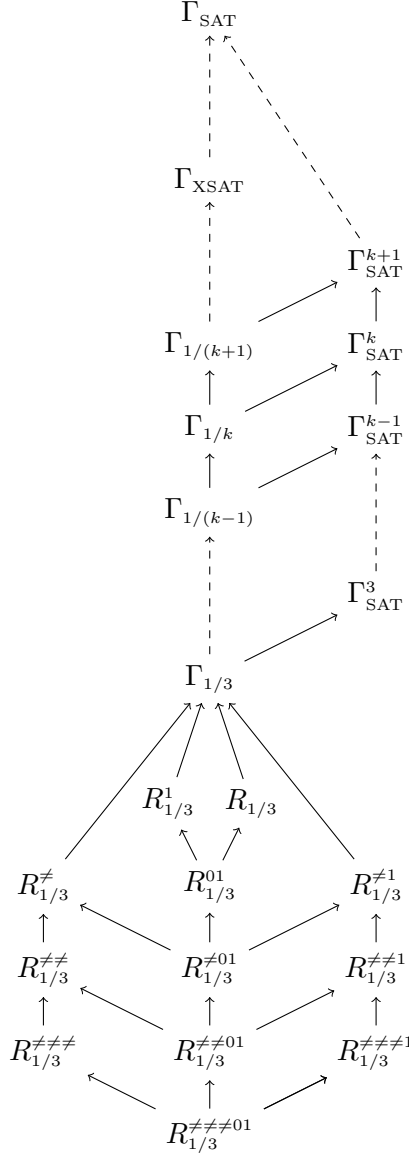 Γ_SAT
Γ_XSAT
Γ^{k+1}_SAT
Γ_{1/(k+1)} Γ^k_SAT
Γ_{1/k} Γ^{k−1}_SAT
Γ_{1/(k−1)}
Γ^3_SAT
Γ_{1/3}
R^1_{1/3} R_{1/3}
R^≠_{1/3} R^{01}_{1/3} R^{≠1}_{1/3}
R^{≠≠}_{1/3} R^{≠01}_{1/3} R^{≠≠1}_{1/3}
R^{≠≠≠}_{1/3} R^{≠≠01}_{1/3} R^{≠≠≠1}_{1/3}
R^{≠≠≠01}_{1/3}